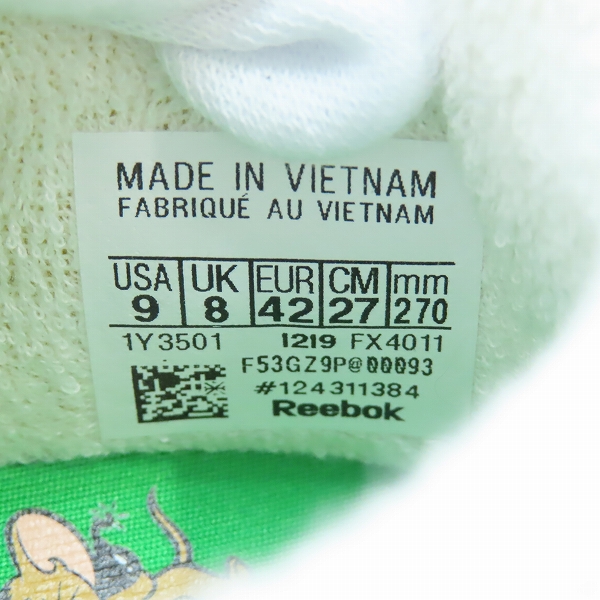 MADE IN VIETNAM
FABRIQUÉ AU VIETNAM
USA UK EUR CM mm
9 8 42 27 270
1Y3501 1219 FX4011
F53GZ9P@00093
#124311384
Reebok